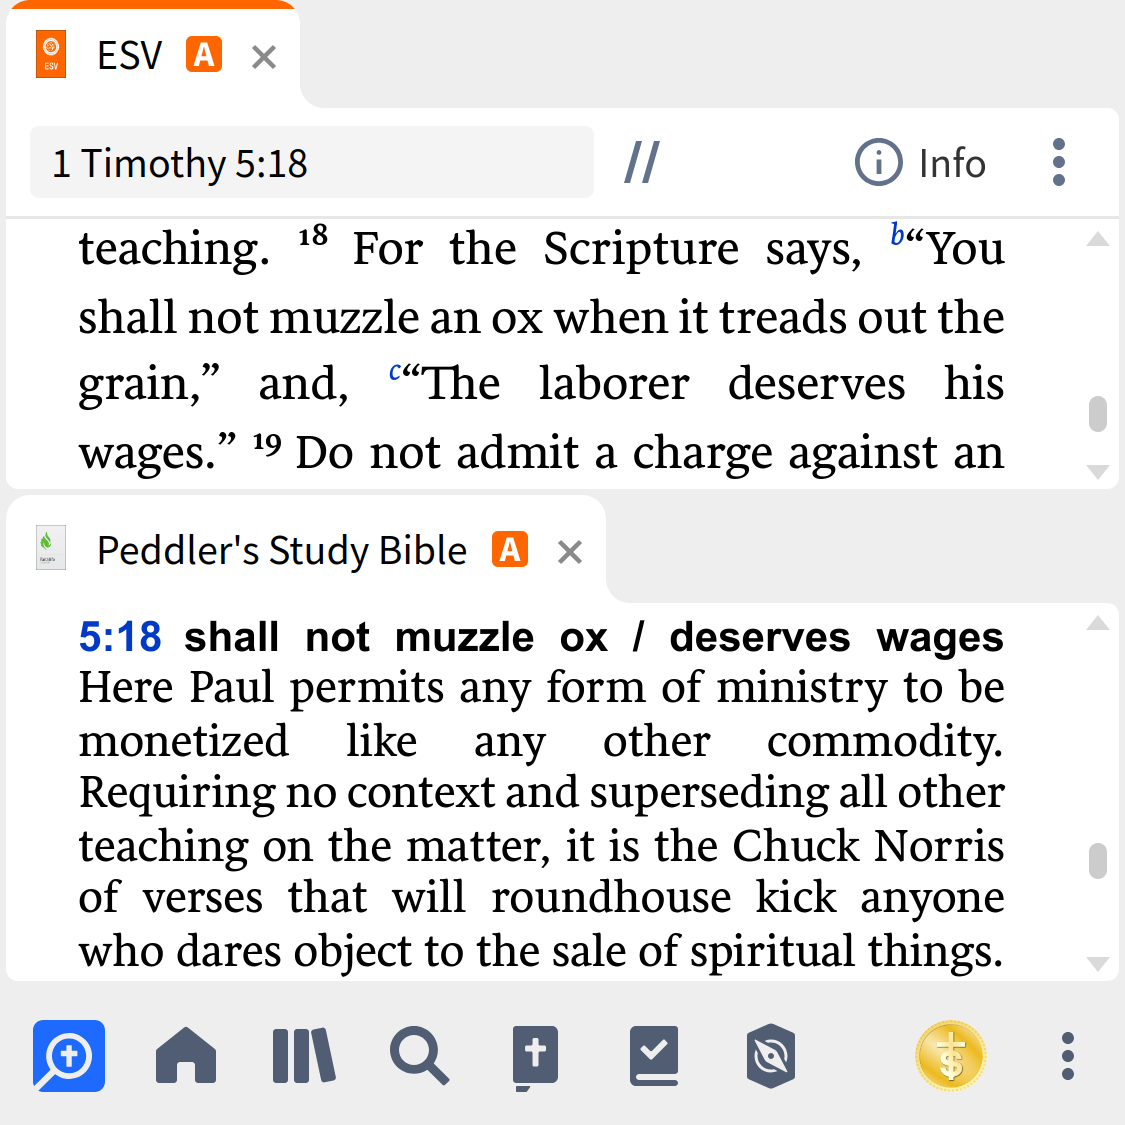 ESV A
ESV
1 Timothy 5:18 // Info
teaching. 18 For the Scripture says, b“You
shall not muzzle an ox when it treads out the
grain,” and, c“The laborer deserves his
wages.” 19 Do not admit a charge against an
Peddler's Study Bible A
5:18 shall not muzzle ox / deserves wages
Here Paul permits any form of ministry to be
monetized like any other commodity.
Requiring no context and superseding all other
teaching on the matter, it is the Chuck Norris
of verses that will roundhouse kick anyone
who dares object to the sale of spiritual things.
$